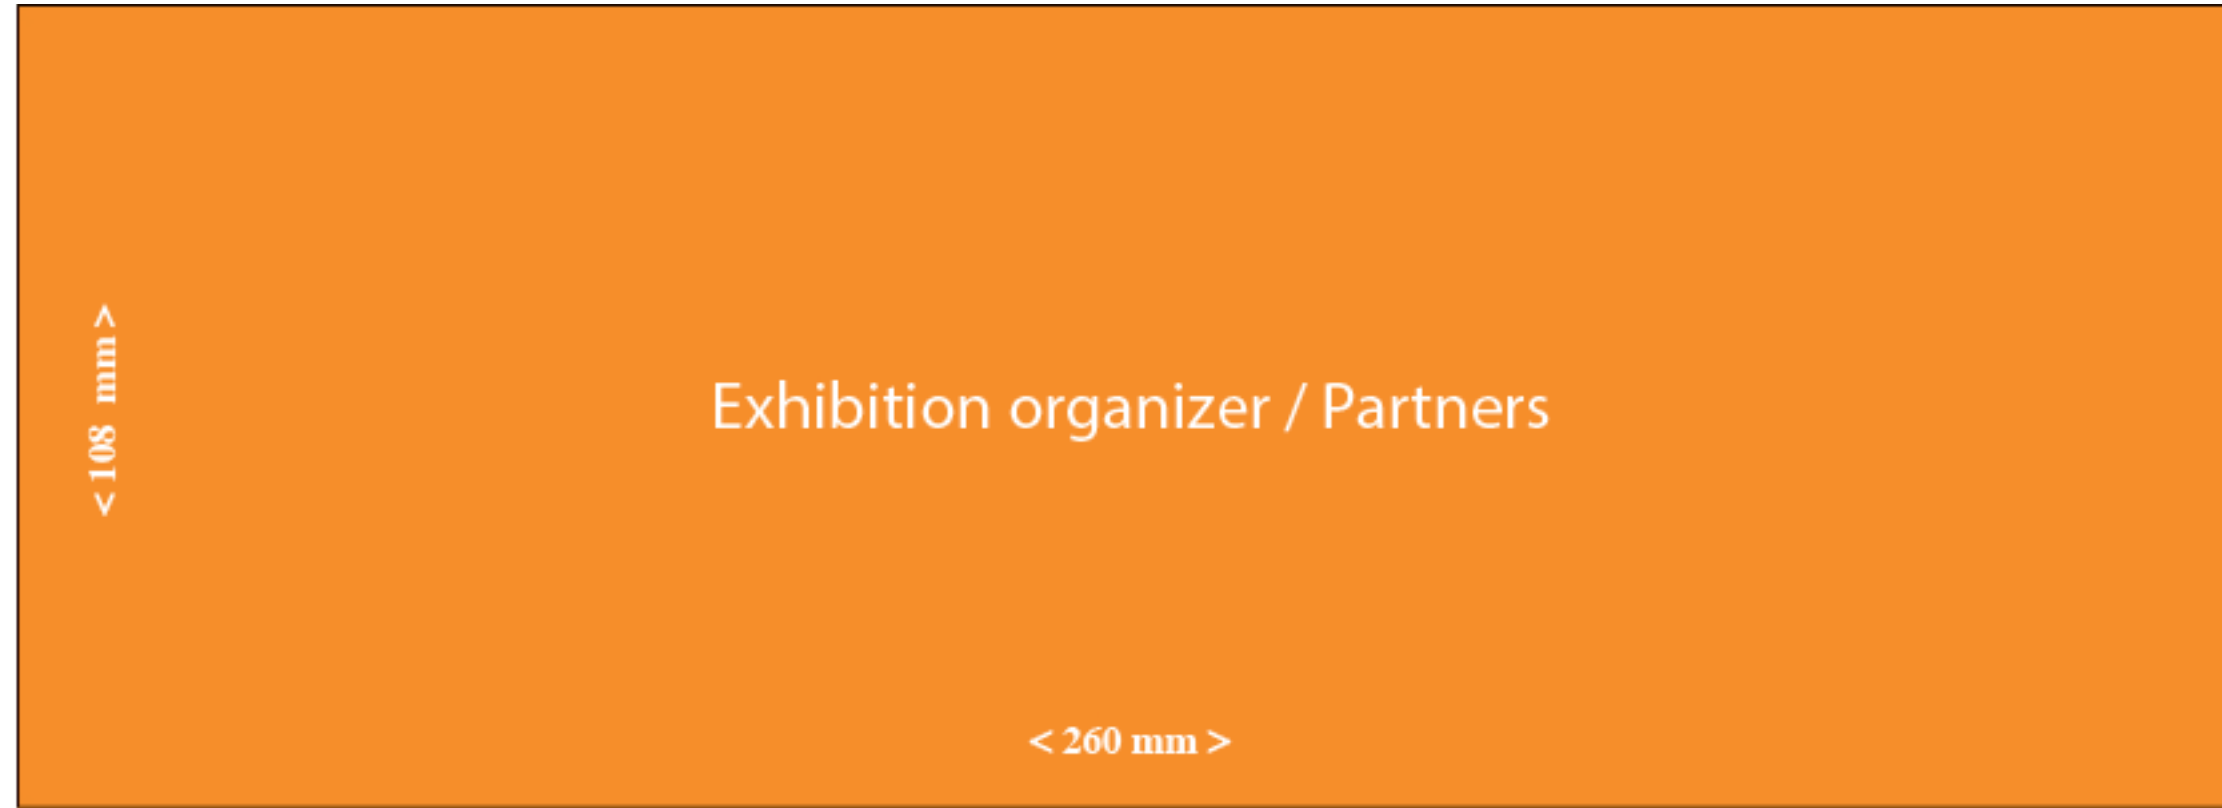 < 108 mm >
Exhibition organizer / Partners
< 260 mm >